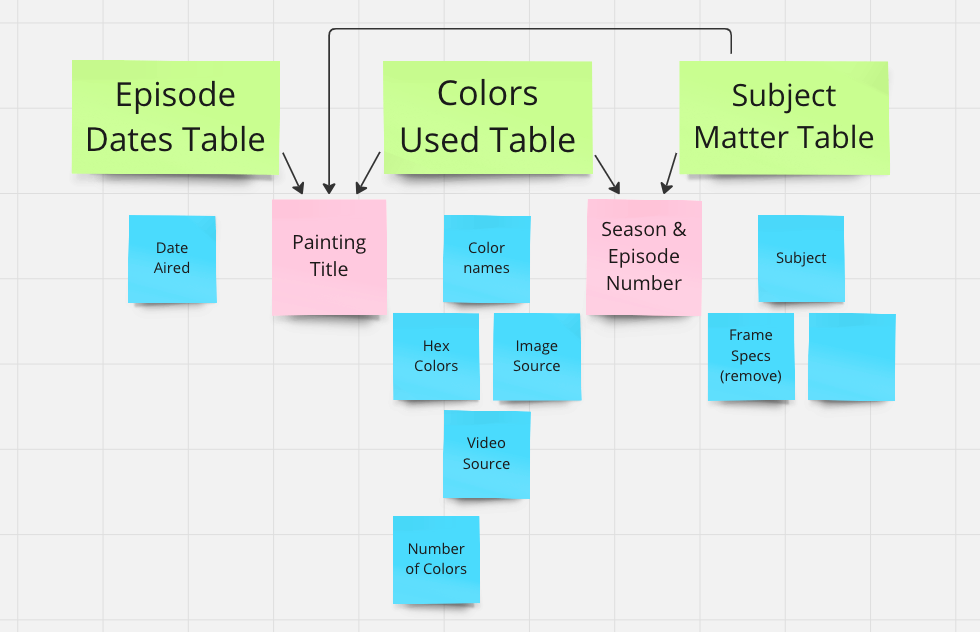 Episode
Dates Table
Colors
Used Table
Subject
Matter Table
Date
Aired
Painting
Title
Color
names
Season &
Episode
Number
Subject
Hex
Colors
Image
Source
Frame
Specs
(remove)
Video
Source
Number
of Colors